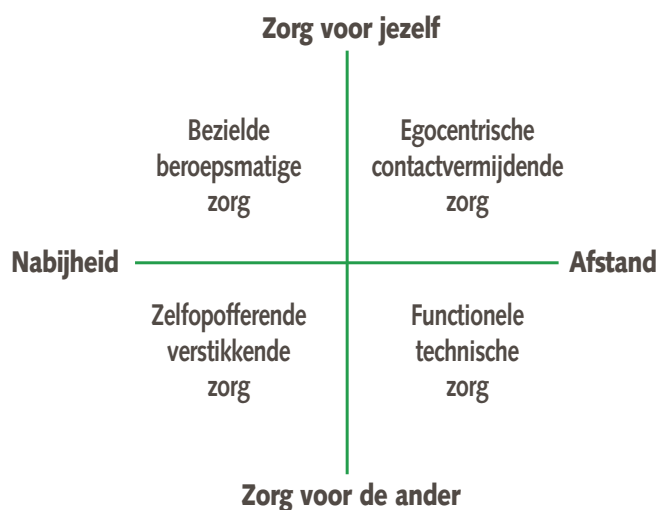 Zorg voor jezelf
Bezielde
beroepsmatige
zorg
Egocentrische
contactvermijdende
zorg
Nabijheid
Afstand
Zelfopofferende
verstikkende
zorg
Functionele
technische
zorg
Zorg voor de ander